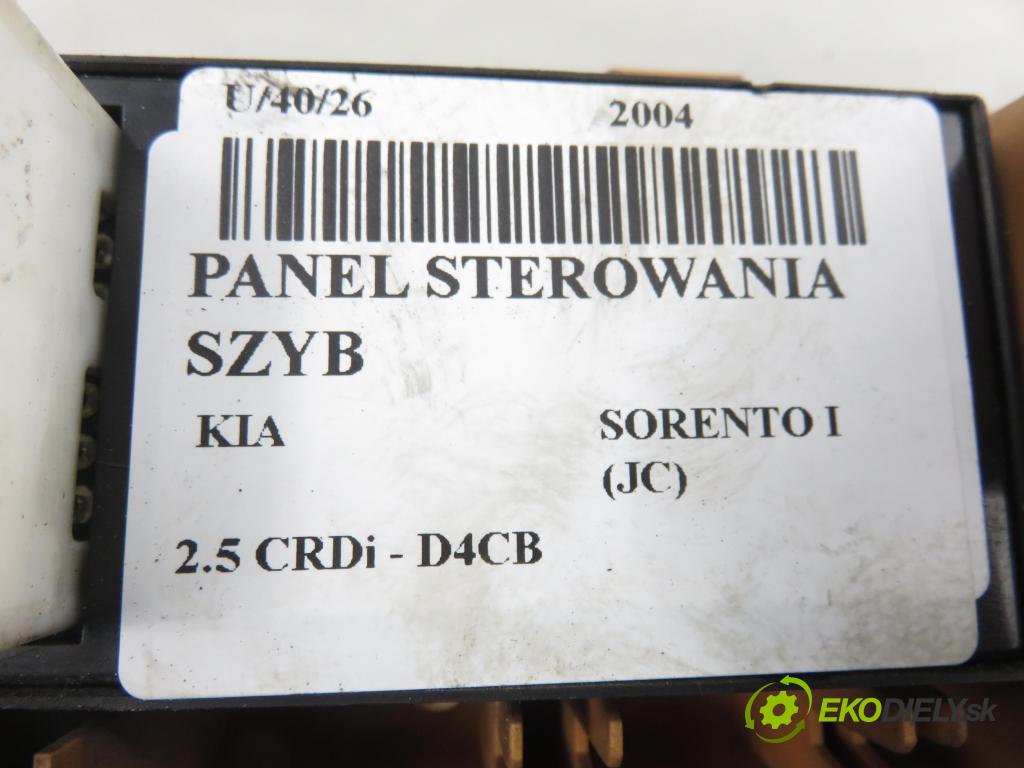 U/40/26 2004
PANEL STEROWANIA
SZYB
KIA SORENTO I
(JC)
2.5 CRDi - D4CB
EKODIELY.sk